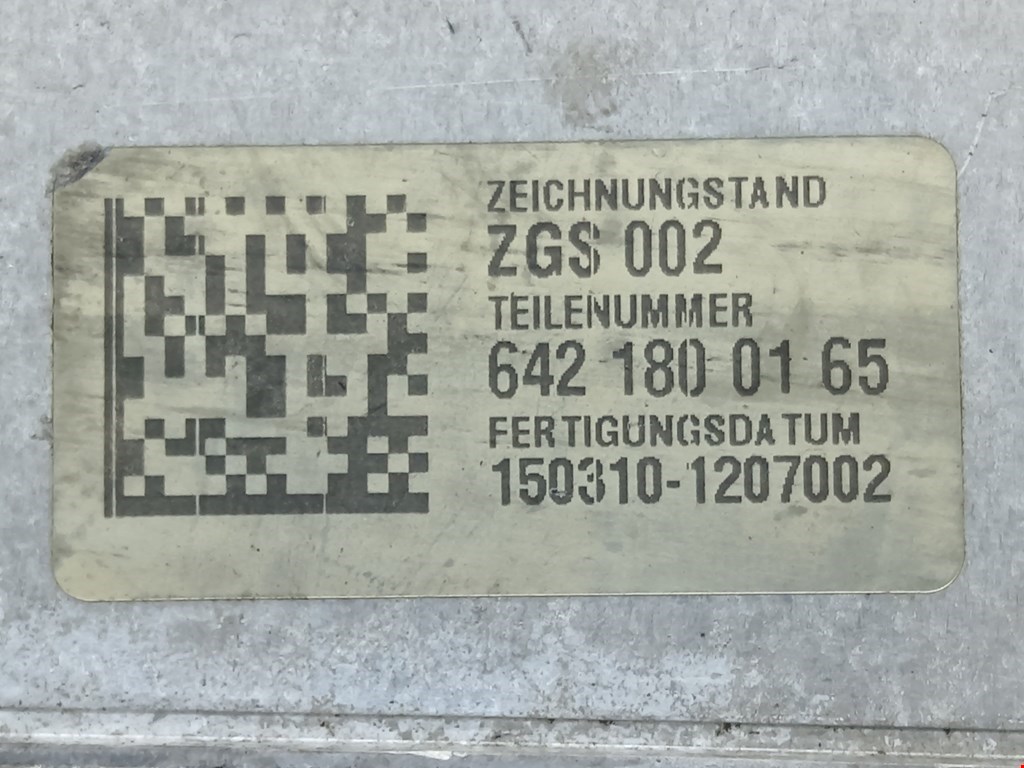 ZEICHNUNGSTAND
ZGS 002
TEILENUMMER
642 180 01 65
FERTIGUNGSDATUM
150310-1207002